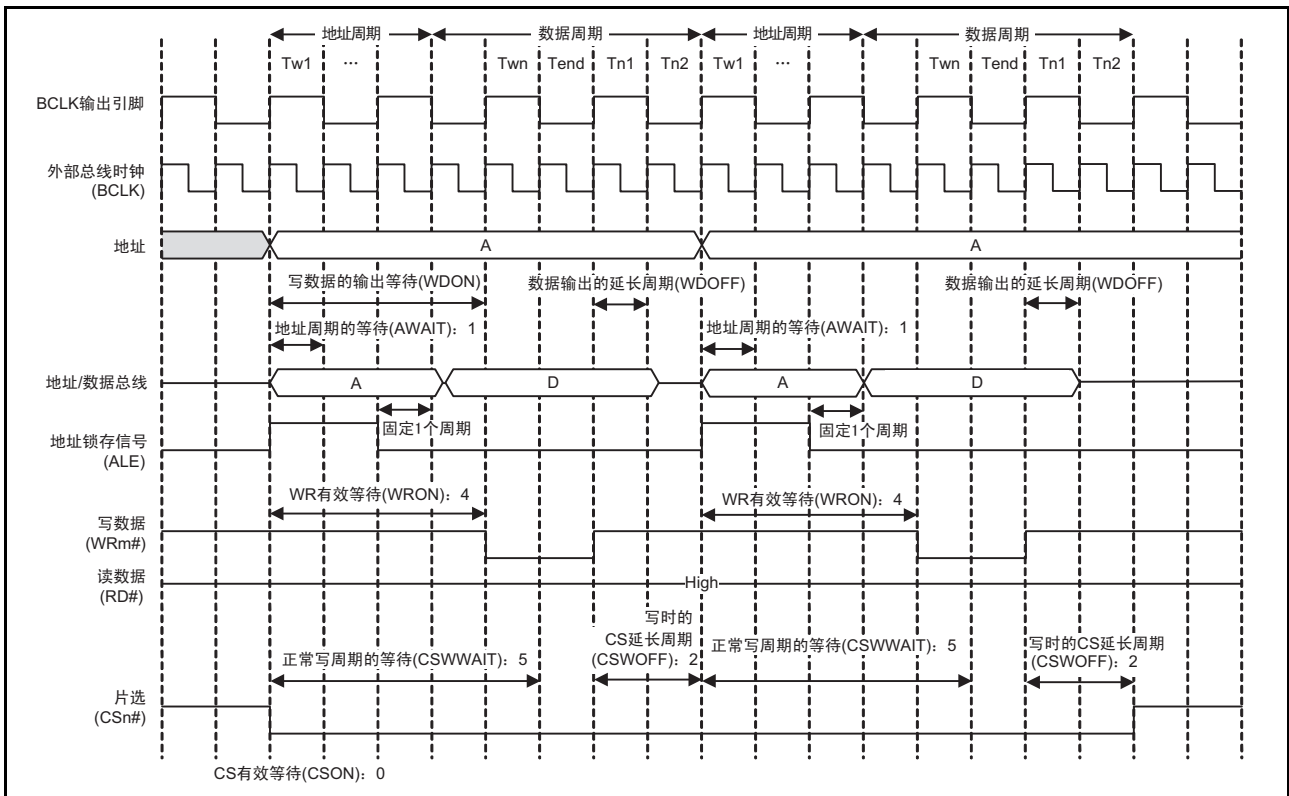 地址周期 数据周期 地址周期 数据周期
Tw1 … Twn Tend Tn1 Tn2 Tw1 … Twn Tend Tn1 Tn2
BCLK输出引脚
外部总线时钟
(BCLK)
地址
A A
写数据的输出等待(WDON) 数据输出的延长周期(WDOFF) 数据输出的延长周期(WDOFF)
地址周期的等待(AWAIT)：1 地址周期的等待(AWAIT)：1
地址/数据总线
A D A D
固定1个周期 固定1个周期
地址锁存信号
(ALE)
WR有效等待(WRON)：4 WR有效等待(WRON)：4
写数据
(WRm#)
读数据
(RD#)
High
写时的
CS延长周期
(CSWOFF)：2
正常写周期的等待(CSWWAIT)：5 正常写周期的等待(CSWWAIT)：5
写时的CS延长周期
(CSWOFF)：2
片选
(CSn#)
CS有效等待(CSON)：0